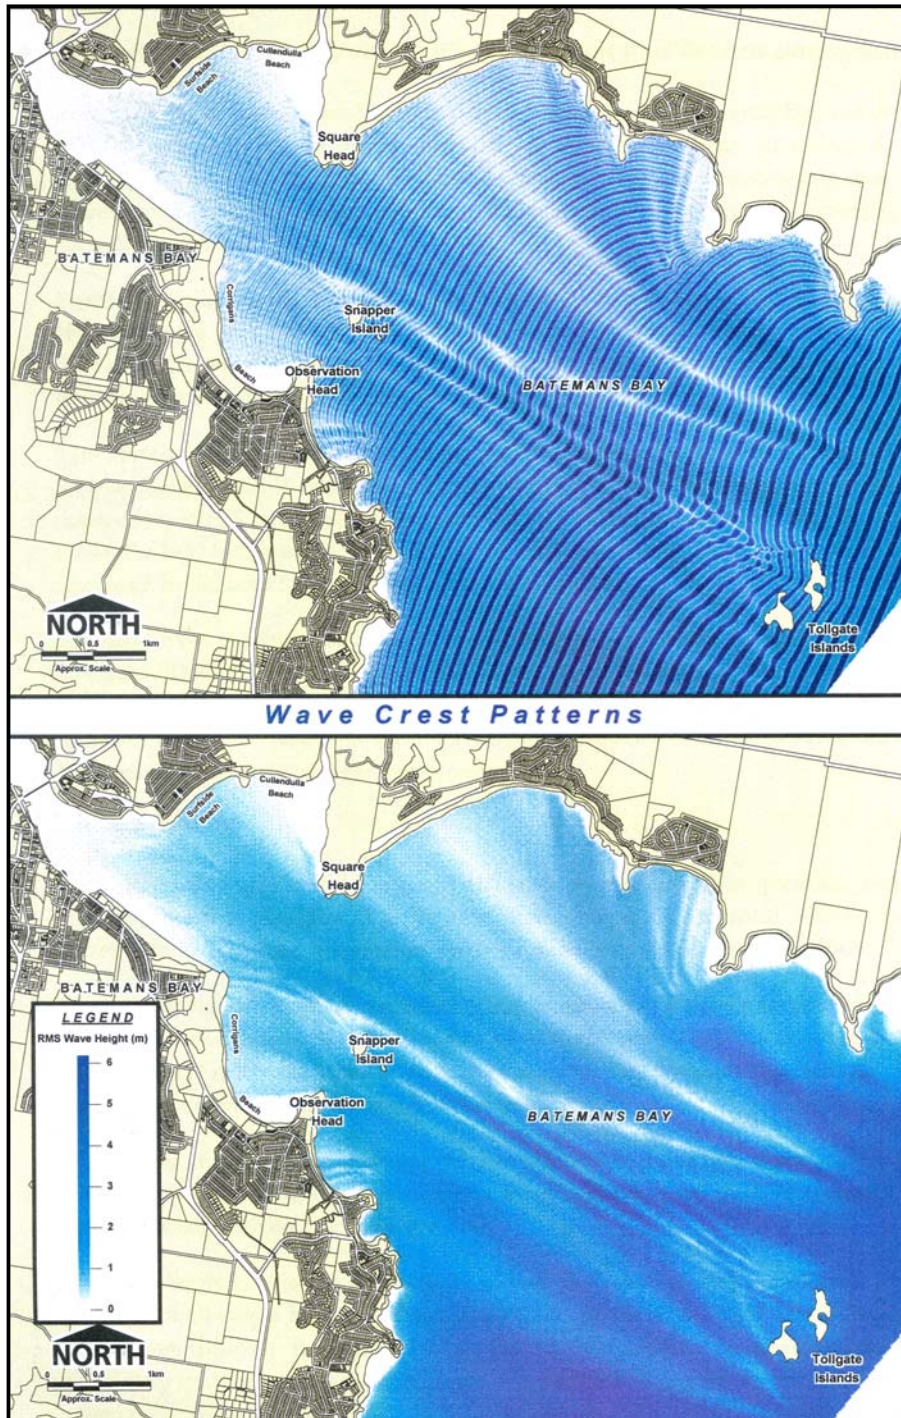 Cullendulla
Beach
Surfside
Beach
Square
Head
BATEMANS BAY
Corrigans
Beach
Snapper
Island
Observation
Head
BATEMANS BAY
NORTH
0 0.5 1km
Approx. Scale
Tollgate
Islands
Wave Crest Patterns
Cullendulla
Beach
Surfside
Beach
Square
Head
BATEMANS BAY
LEGEND
RMS Wave Height (m)
6
5
4
3
2
1
0
Corrigans
Beach
Snapper
Island
Observation
Head
BATEMANS BAY
NORTH
0 0.5 1km
Approx. Scale
Tollgate
Islands